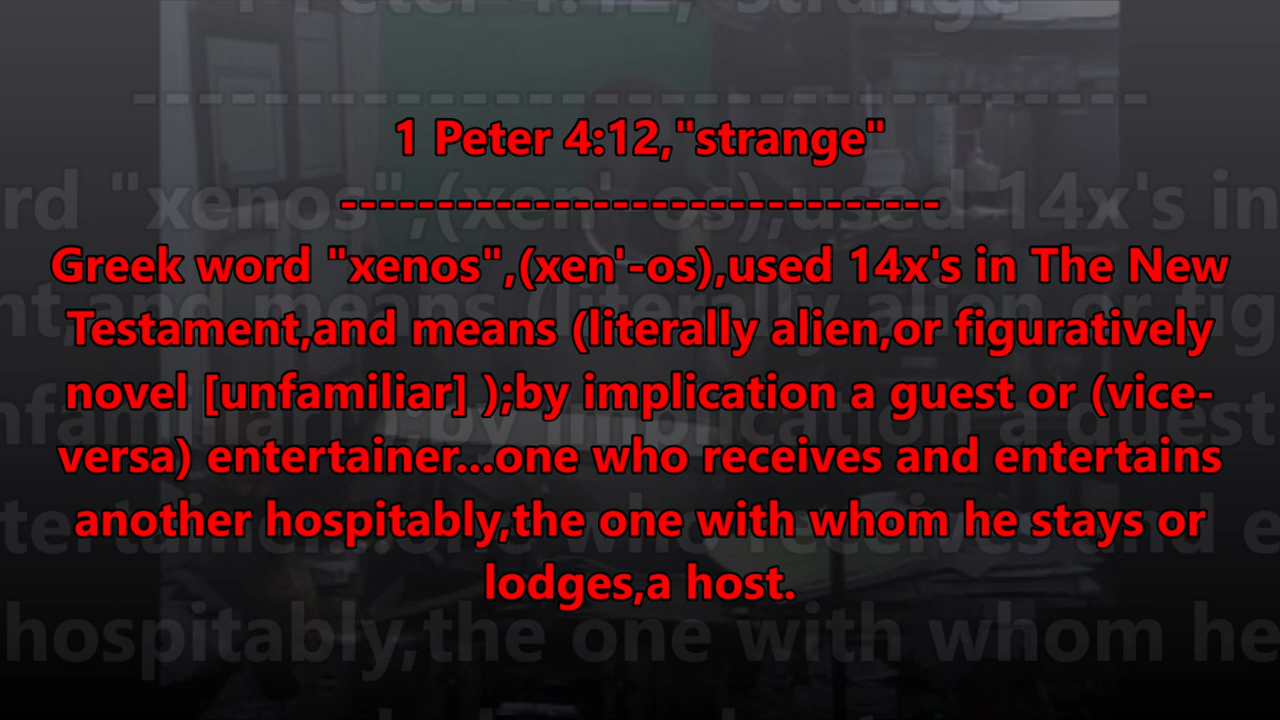 1 Peter 4:12,"strange"
-------------------------------
Greek word "xenos",(xen'-os),used 14x's in The New
Testament,and means (literally alien,or figuratively
novel [unfamiliar] );by implication a guest or (vice-
versa) entertainer...one who receives and entertains
another hospitably,the one with whom he stays or
lodges,a host.